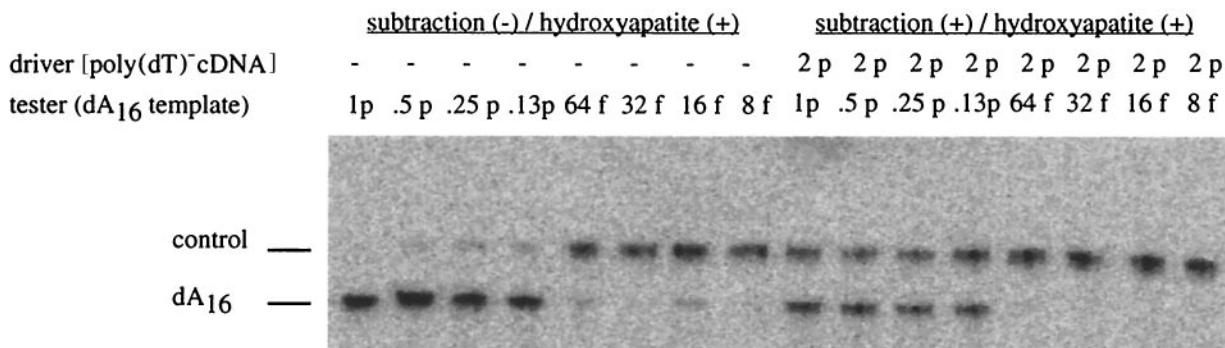 subtraction (-) / hydroxyapatite (+) subtraction (+) / hydroxyapatite (+)
driver [poly(dT)⁻cDNA] - - - - - - - - 2 p 2 p 2 p 2 p 2 p 2 p 2 p 2 p
tester (dA16 template) 1p .5 p .25 p .13p 64 f 32 f 16 f 8 f 1p .5 p .25 p .13p 64 f 32 f 16 f 8 f
control
dA16